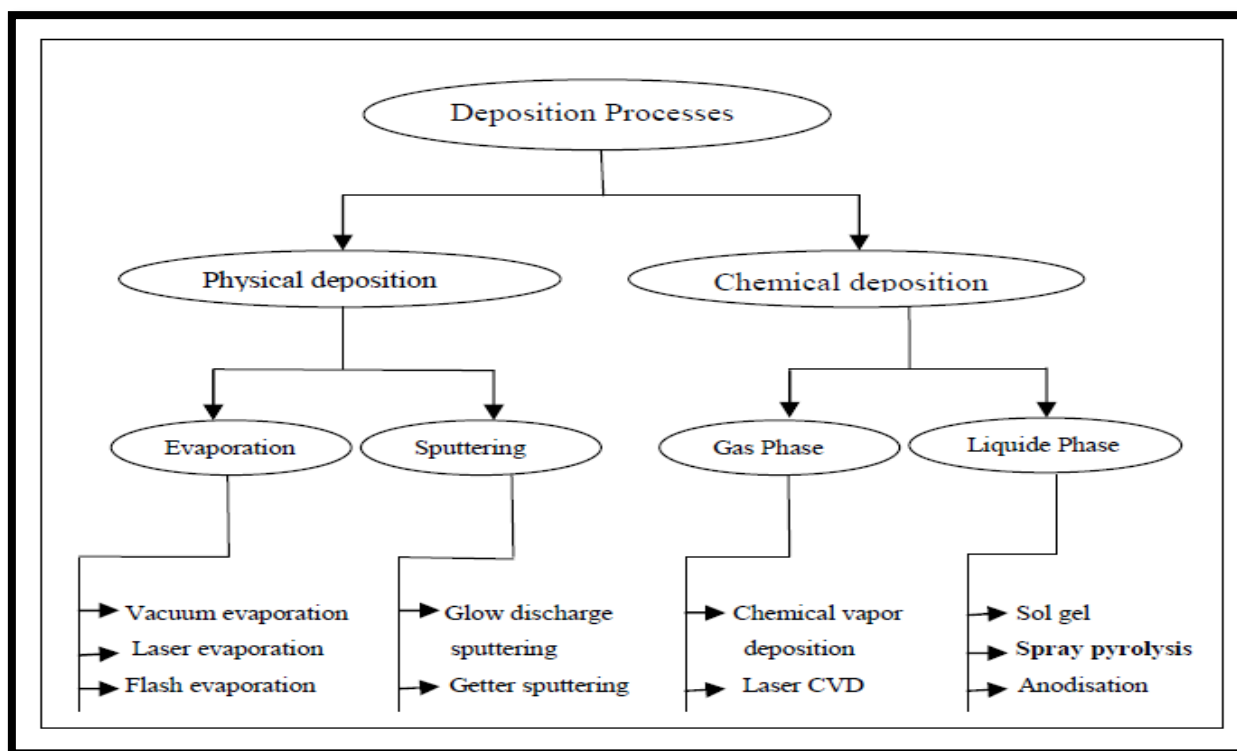 Deposition Processes
Physical deposition
Chemical deposition
Evaporation
Sputtering
Gas Phase
Liquide Phase
Vacuum evaporation
Laser evaporation
Flash evaporation
Glow discharge
sputtering
Getter sputtering
Chemical vapor
deposition
Laser CVD
Sol gel
Spray pyrolysis
Anodisation